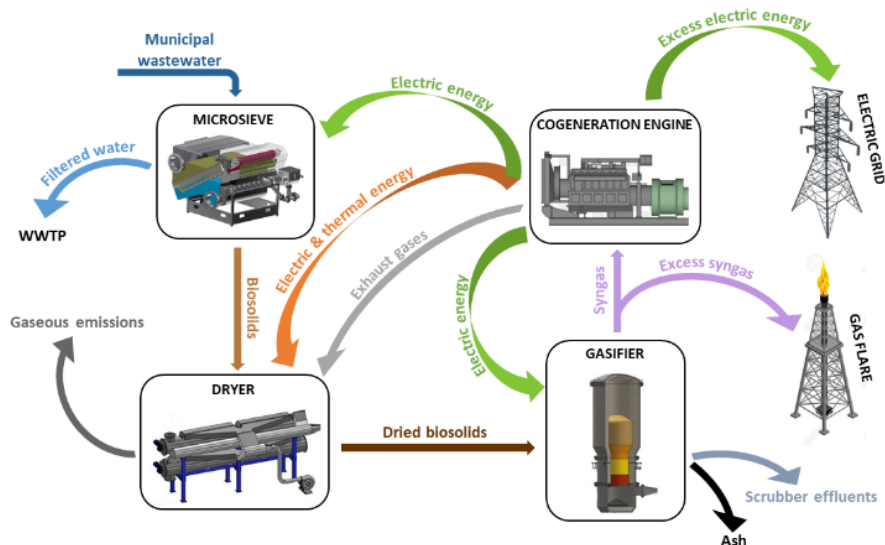 Municipal
wastewater
Excess electric energy
MICROSIEVE
Electric energy
COGENERATION ENGINE
ELECTRIC GRID
Filtered water
WWTP
Electric & thermal energy
Exhaust gases
Biosolids
Electric energy
Syngas
Excess syngas
Gaseous emissions
GAS FLARE
DRYER
GASIFIER
Dried biosolids
Scrubber effluents
Ash